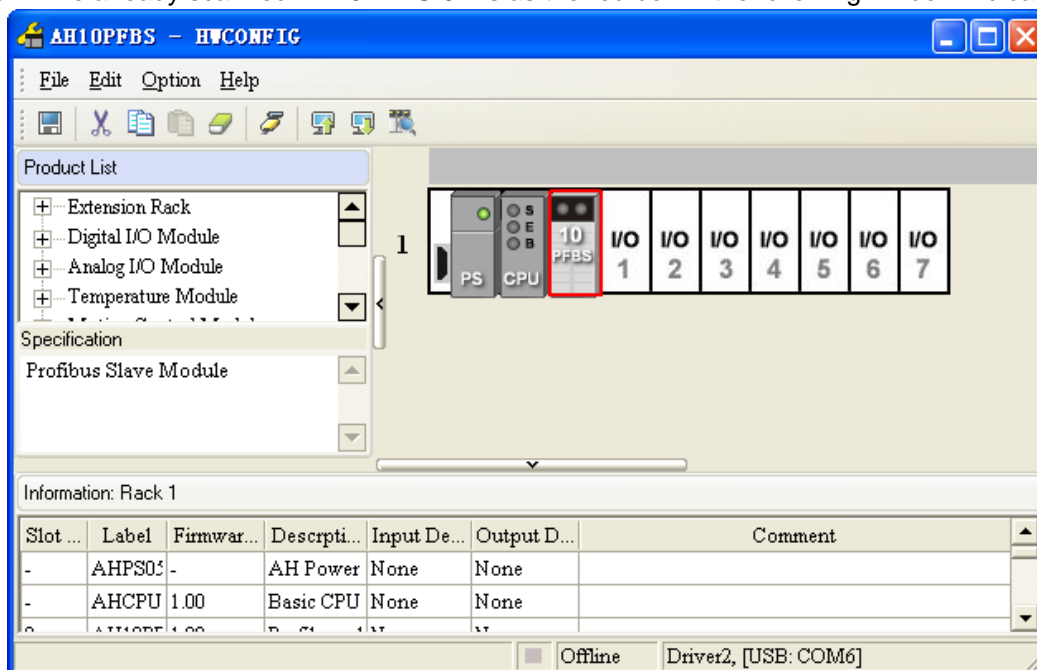 AH10PFBS - HWCONFIG
File Edit Option Help
Product List
Extension Rack
Digital I/O Module
Analog I/O Module
Temperature Module
Specification
Profibus Slave Module
1
PS
S
E
B
CPU
10
PFBS
I/O 1
I/O 2
I/O 3
I/O 4
I/O 5
I/O 6
I/O 7
Information: Rack 1
Slot ... Label Firmwar... Descrpti... Input De... Output D... Comment
- AHPS05 - AH Power None None
- AHCPU 1.00 Basic CPU None None
Offline Driver2, [USB: COM6]